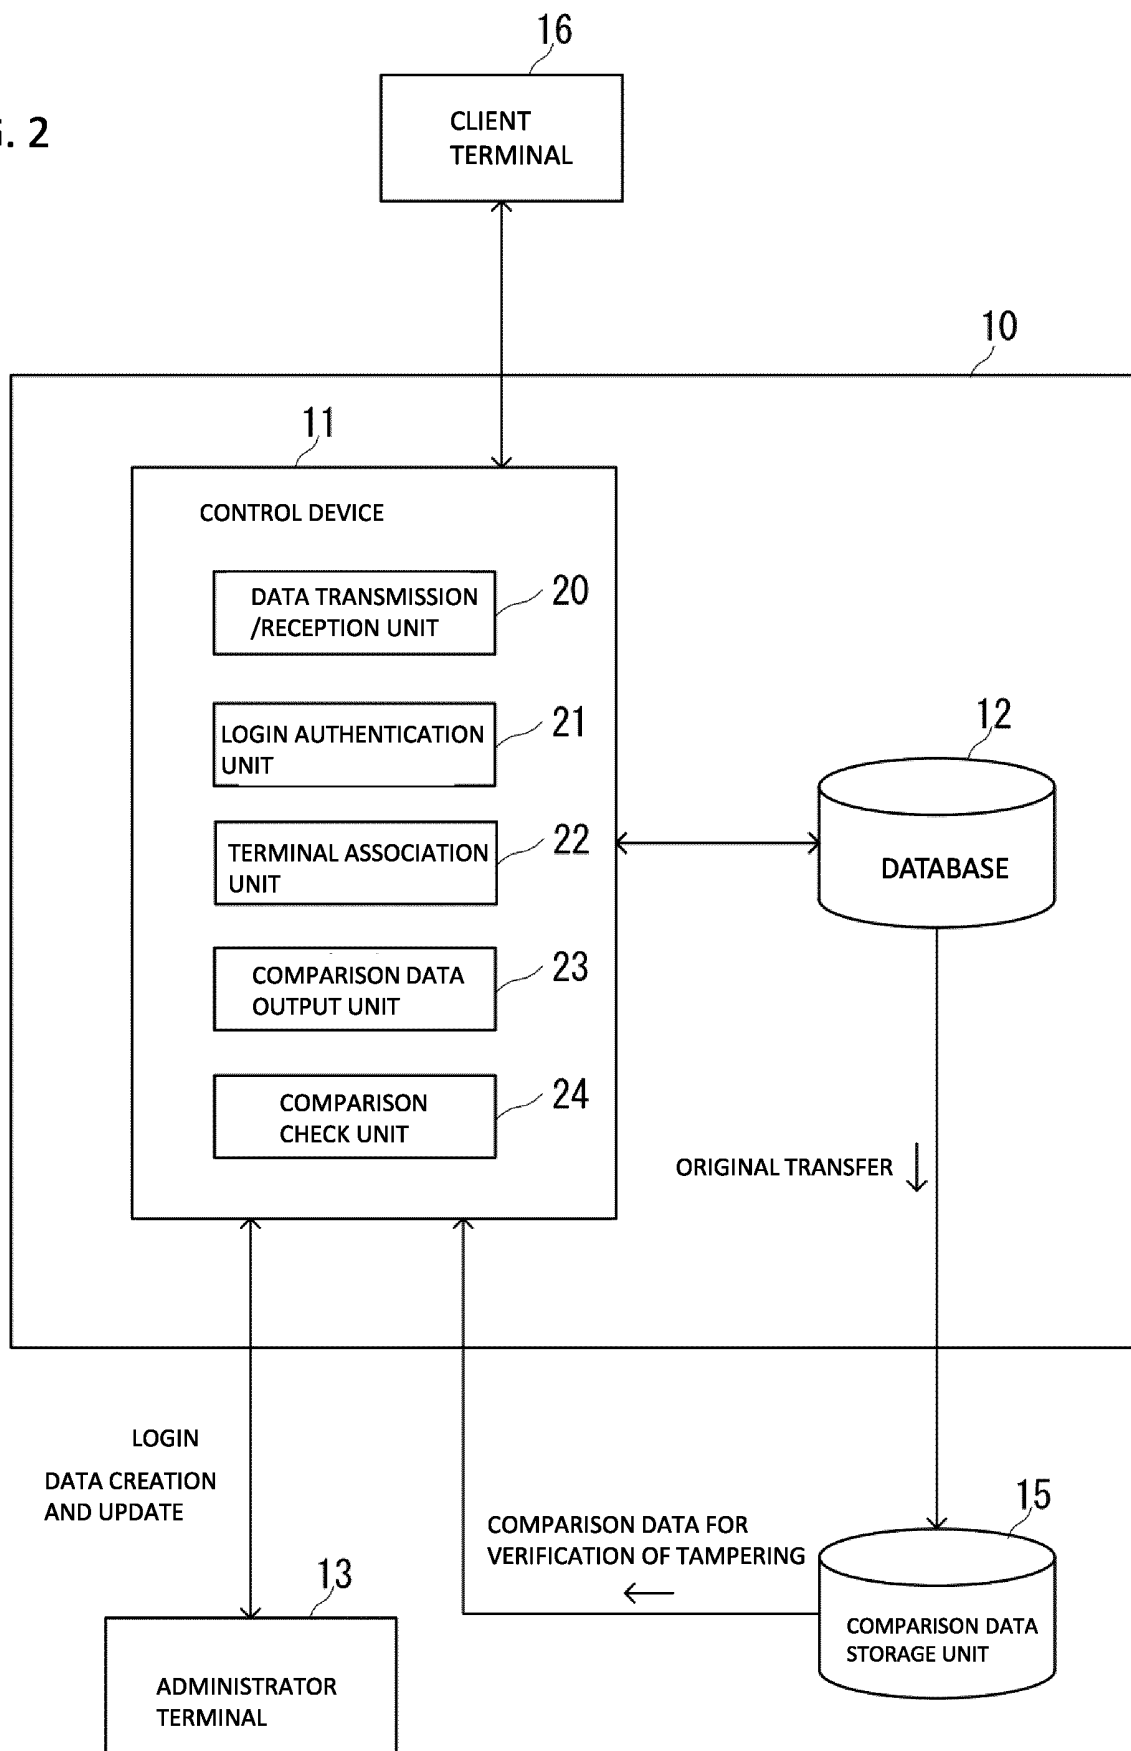 16
G. 2
CLIENT
TERMINAL
10
11
CONTROL DEVICE
DATA TRANSMISSION
/RECEPTION UNIT
20
LOGIN AUTHENTICATION
UNIT
21
12
TERMINAL ASSOCIATION
UNIT
22
DATABASE
COMPARISON DATA
OUTPUT UNIT
23
COMPARISON
CHECK UNIT
24
ORIGINAL TRANSFER
LOGIN
DATA CREATION
AND UPDATE
COMPARISON DATA FOR
VERIFICATION OF TAMPERING
15
13
COMPARISON DATA
STORAGE UNIT
ADMINISTRATOR
TERMINAL